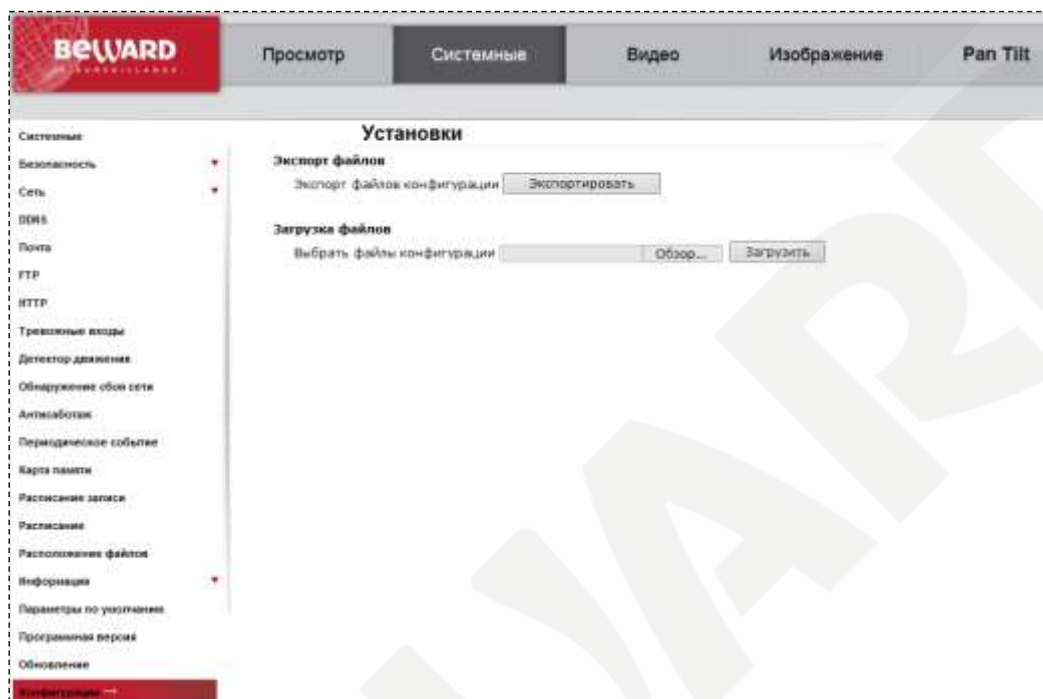 BEWARD
Просмотр
Системные
Видео
Изображение
Pan Tilt
Системные
Безопасность
Сеть
DDNS
Почта
FTP
HTTP
Тревожные входы
Детектор движения
Обнаружение сбоя сети
Антисаботаж
Периодическое событие
Карта памяти
Расписание записи
Расписание
Расположение файлов
Информация
Параметры по умолчанию
Программная версия
Обновление
Конфигурация →
Установки
Экспорт файлов
Экспорт файлов конфигурации Экспортировать
Загрузка файлов
Выбрать файлы конфигурации Обзор... Загрузить